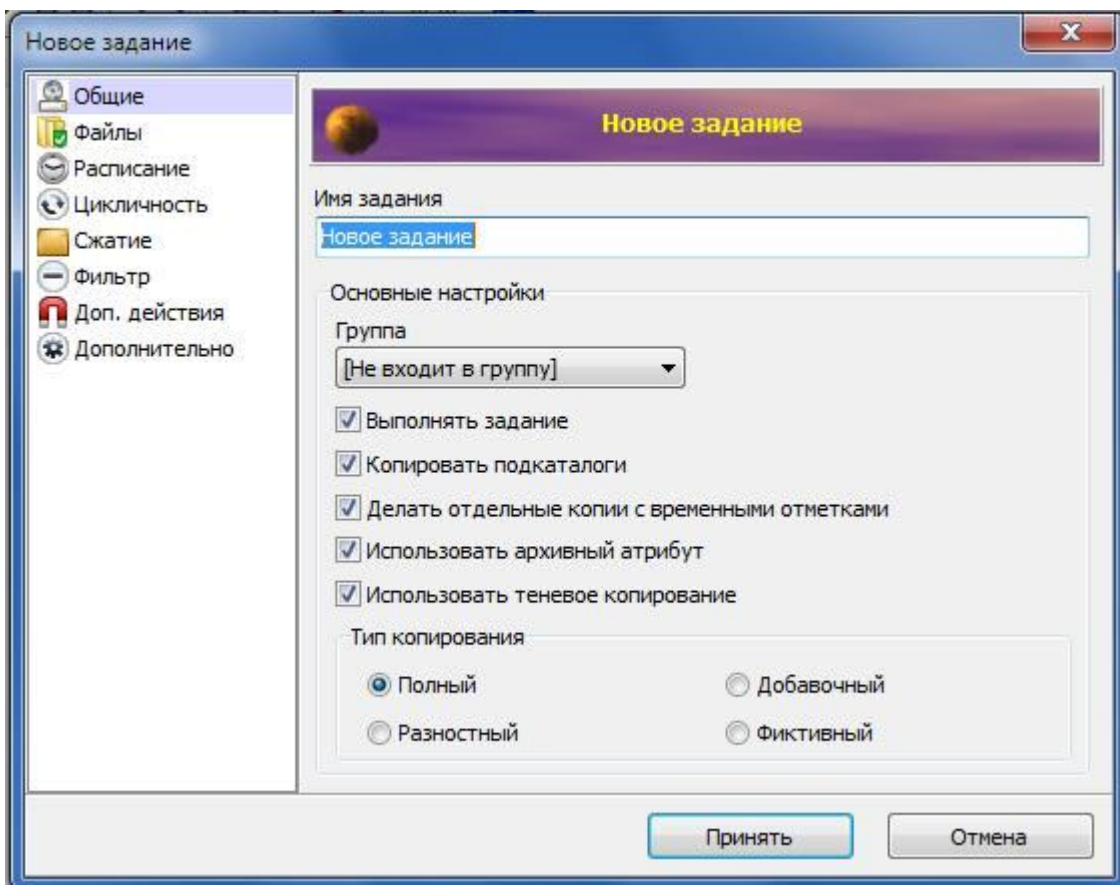 Новое задание
Общие
Файлы
Расписание
Цикличность
Сжатие
Фильтр
Доп. действия
Дополнительно
Новое задание
Имя задания
Новое задание
Основные настройки
Группа
[Не входит в группу]
Выполнять задание
Копировать подкаталоги
Делать отдельные копии с временными отметками
Использовать архивный атрибут
Использовать теневое копирование
Тип копирования
Полный Добавочный
Разностный Фиктивный
Принять Отмена